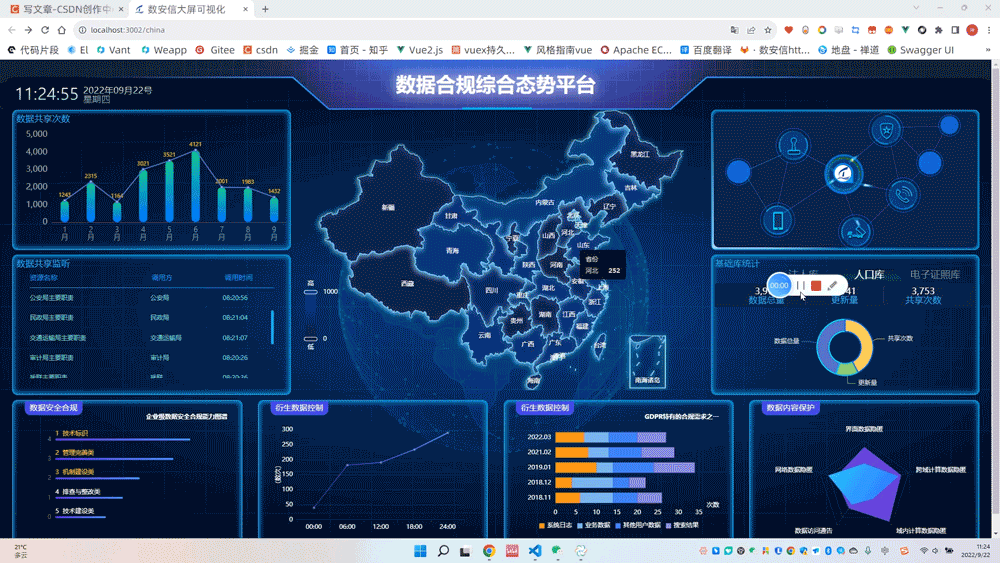 写文章-CSDN创作中
数安信大屏可视化
localhost:3002/china
代码片段
El
Vant
Weapp
Gitee
csdn
掘金
首页 - 知乎
Vue2.js
vuex持久...
风格指南vue
Apache EC...
百度翻译
数安信htt...
地盘 - 禅道
Swagger UI
11:24:55
2022年09月22号
星期四
数据合规综合态势平台
数据共享次数
5,000
4,000
3,000
2,000
1,000
0
1243
2315
1164
3021
3521
4121
2001
1983
1432
1月
2月
3月
4月
5月
6月
7月
8月
9月
数据共享监听
资源名称 调用方 调用时间
公安局主要职责 公安局 08:20:56
民政局主要职责 民政局 08:21:04
交通运输局主要职责 交通运输局 08:21:07
审计局主要职责 审计局 08:20:26
黑龙江
吉林
辽宁
内蒙古
新疆
甘肃
北京
天津
河北
山西
山东
宁夏
青海
陕西
河南
西藏
四川
重庆
湖北
安徽
上海
浙江
湖南
江西
贵州
福建
云南
广西
广东
台湾
海南
南海诸岛
省份
河北 252
高
1000
0
低
基础库统计
法人库
人口库
电子证照库
00:00
3,753
数据总量
更新量
共享次数
数据总量
共享次数
更新量
数据安全合规
企业级数据安全合规能力图谱
1 技术标识
2 管理完善类
3 机制建设类
4 排查与整改类
5 技术建设类
0
衍生数据控制
300
250
200
150
100
50
0
(数次)
00:00
06:00
12:00
18:00
24:00
衍生数据控制
GDPR特有的合规需求之一
2022.03
2021.02
2019.01
2018.12
2018.11
0 5 10 15 20 25 30 35
次数
系统日志
业务数据
其他用户数据
搜索结果
数据内容保护
界面数据隐匿
网络数据隐匿
跨域计算数据隐匿
数据访问通告
域内计算数据隐匿
21℃
多云
11:24
2022/9/22